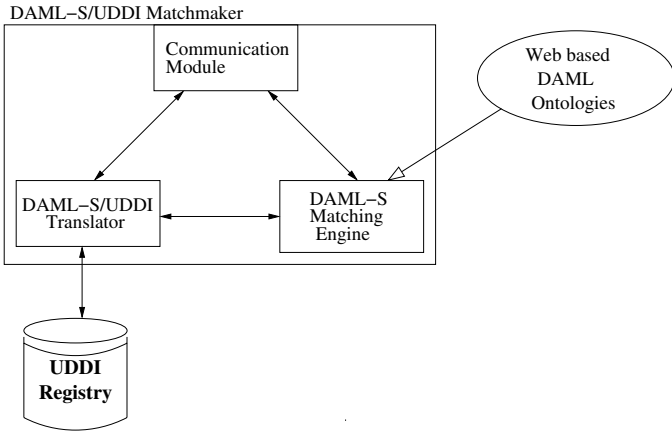 DAML−S/UDDI Matchmaker
Communication
Module
Web based
DAML
Ontologies
DAML−S/UDDI
Translator
DAML−S
Matching
Engine
UDDI
Registry